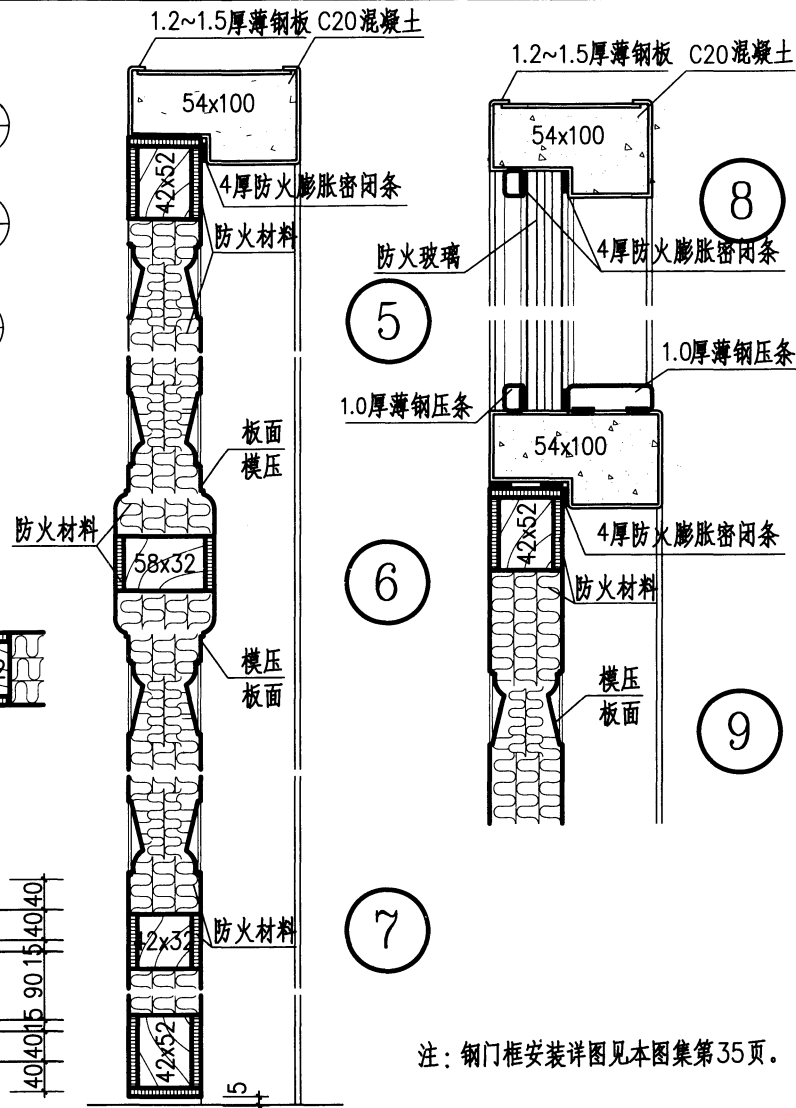 1.2~1.5厚薄钢板 C20混凝土
54x100
42x52
4厚防火膨胀密闭条
防火材料
5
板面
模压
防火材料
58x32
6
模压
板面
防火材料
42x32
7
42x52
5
40 40 15 90 15 40 40
1.2~1.5厚薄钢板 C20混凝土
54x100
8
防火玻璃
4厚防火膨胀密闭条
1.0厚薄钢压条
1.0厚薄钢压条
54x100
42x52
4厚防火膨胀密闭条
防火材料
模压
板面
9
注: 钢门框安装详图见本图集第35页。